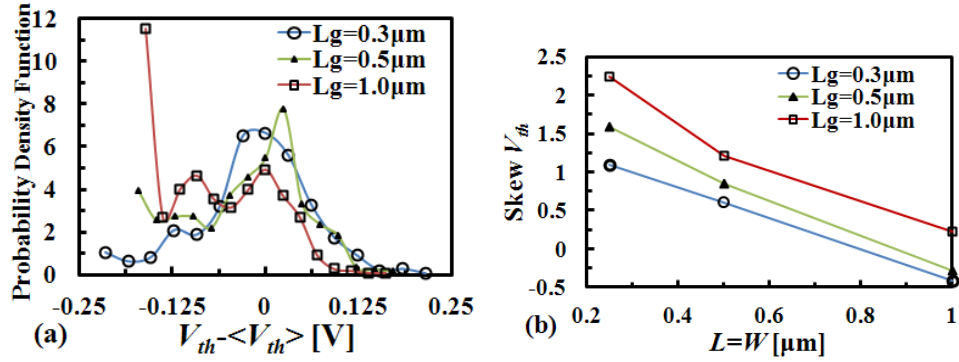 Probability Density Function
12
10
8
6
4
2
0
-0.25
-0.125
0
0.125
0.25
Lg=0.3µm
Lg=0.5µm
Lg=1.0µm
(a)
Vth-<Vth> [V]
Skew Vth
2.5
2
1.5
1
0.5
0
-0.5
0.2
0.4
0.6
0.8
1
Lg=0.3µm
Lg=0.5µm
Lg=1.0µm
(b)
L=W [µm]